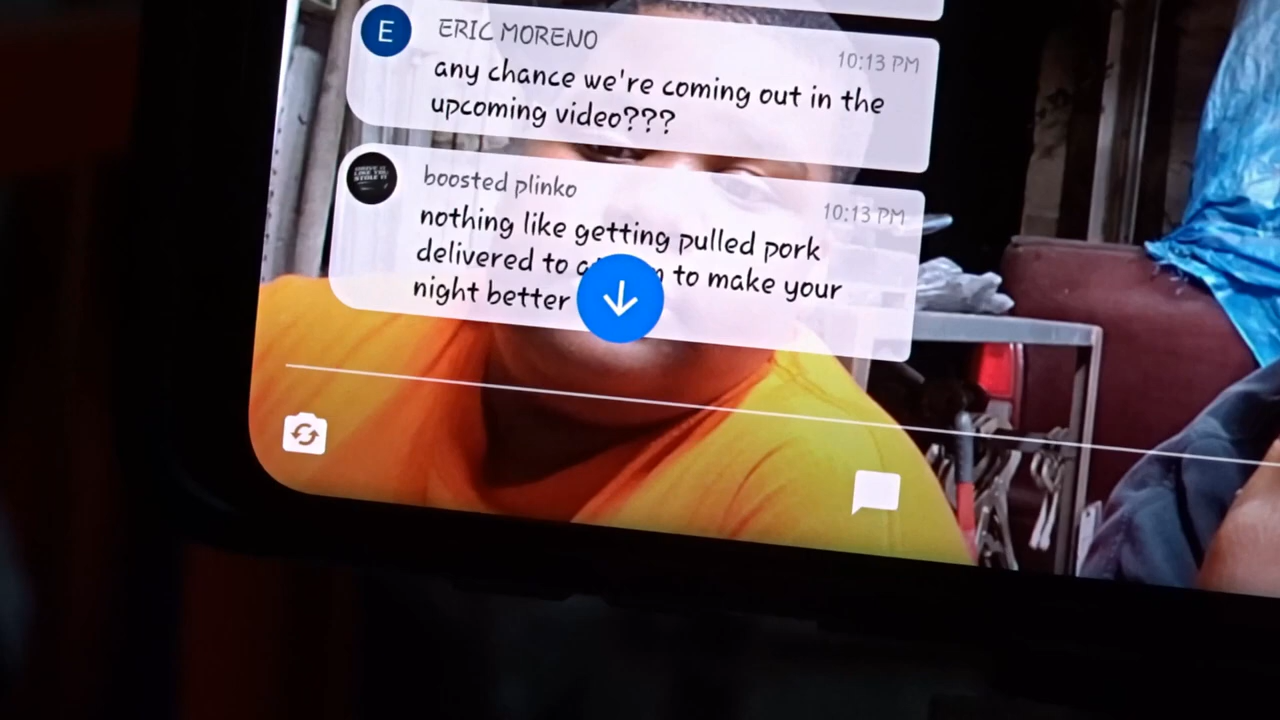 E
ERIC MORENO
10:13 PM
any chance we're coming out in the
upcoming video???
boosted plinko
10:13 PM
nothing like getting pulled pork
delivered to to make your
night better